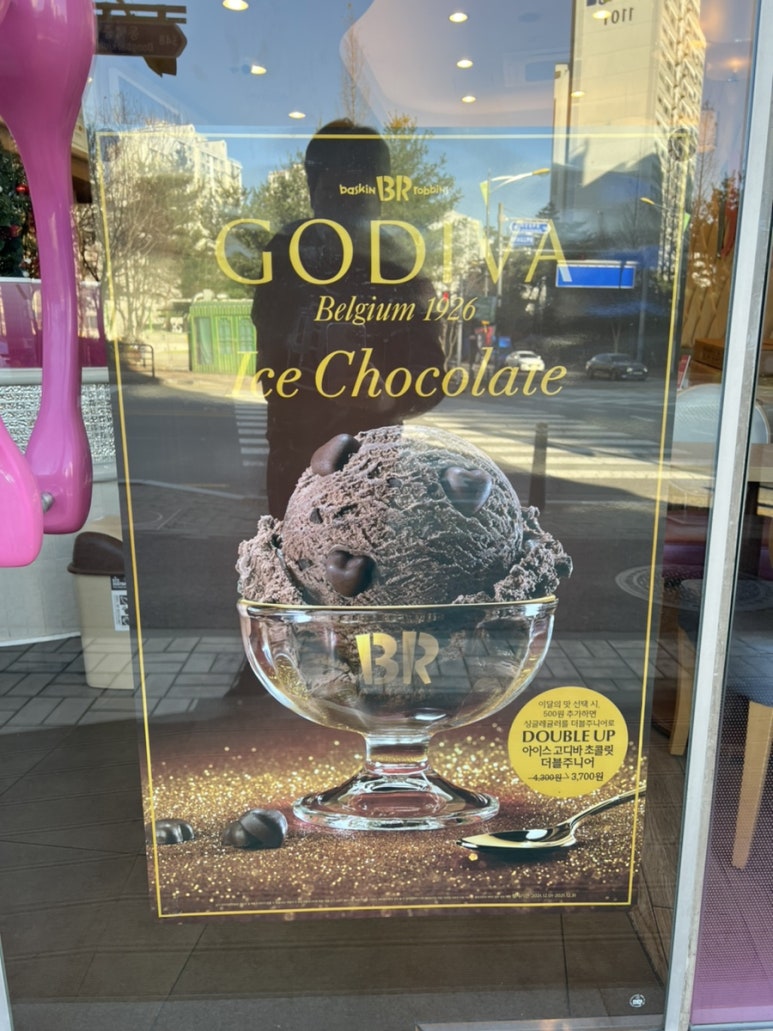 baskin BR robbins
GODIVA
Belgium 1926
Ice Chocolate
BR
이달의 맛 선택 시,
500원 추가하면
싱글레귤러를 더블주니어로
DOUBLE UP
아이스 고디바 초콜릿
더블주니어
4,300원 3,700원
1101